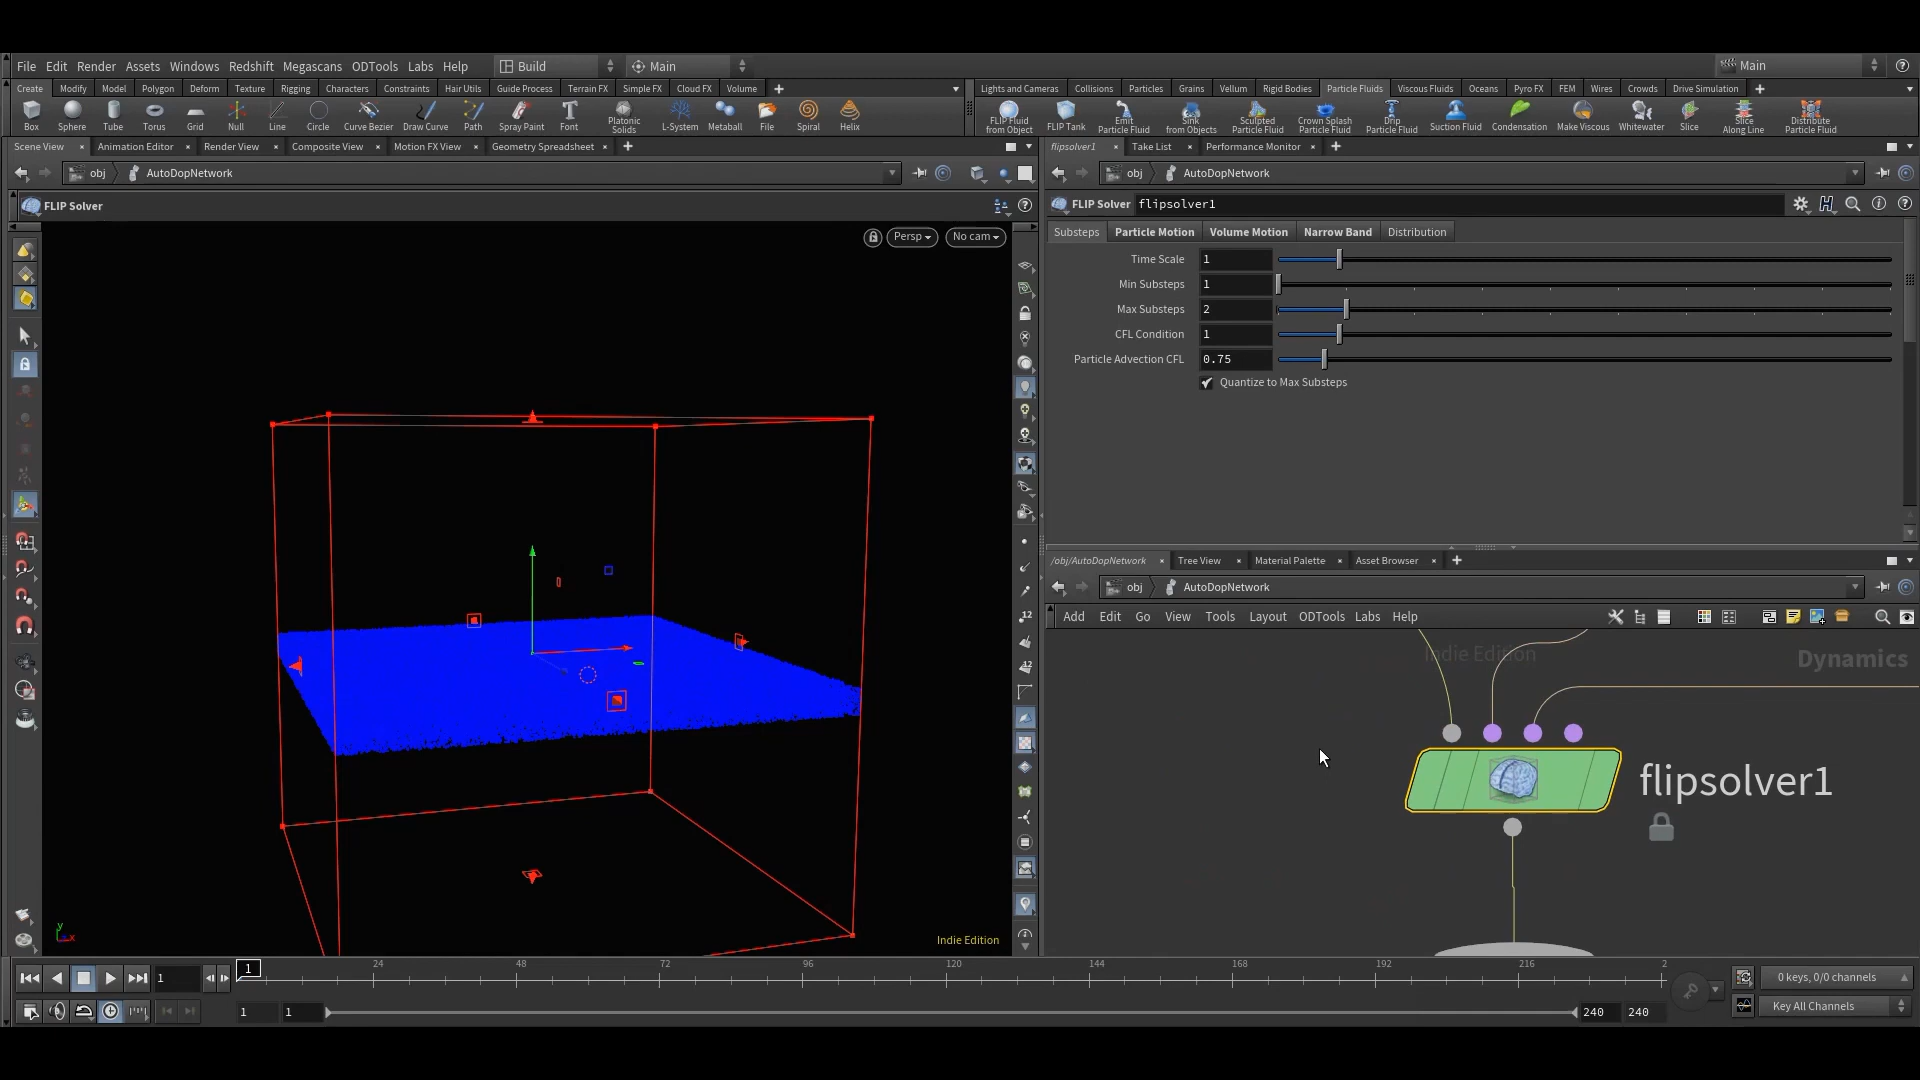 File Edit Render Assets Windows Redshift Megascans ODTools Labs Help Build Main Main
Create Modify Model Polygon Deform Texture Rigging Characters Constraints Hair Utils Guide Process Terrain FX Simple FX Cloud FX Volume
Lights and Cameras Collisions Particles Grains Vellum Rigid Bodies Particle Fluids Viscous Fluids Oceans Pyro FX FEM Wires Crowds Drive Simulation
Box Sphere Tube Torus Grid Null Line Circle Curve Bezier Draw Curve Path Spray Paint Font Platonic Solids L-System Metaball File Spiral Helix
FLIP Fluid from Object FLIP Tank Emit Particle Fluid Sink from Objects Sculpted Particle Fluid Crown Splash Particle Fluid Drip Particle Fluid Suction Fluid Condensation Make Viscous Whitewater Slice Slice Along Line Distribute Particle Fluid
Scene View Animation Editor Render View Composite View Motion FX View Geometry Spreadsheet
flipsolver1 Take List Performance Monitor
obj AutoDopNetwork
obj AutoDopNetwork
FLIP Solver
FLIP Solver flipsolver1
Persp No cam
Substeps Particle Motion Volume Motion Narrow Band Distribution
Time Scale 1
Min Substeps 1
Max Substeps 2
CFL Condition 1
Particle Advection CFL 0.75
Quantize to Max Substeps
/obj/AutoDopNetwork Tree View Material Palette Asset Browser
obj AutoDopNetwork
Add Edit Go View Tools Layout ODTools Labs Help
Indie Edition Dynamics
flipsolver1
12
12
y
x
Indie Edition
1 1 24 48 72 96 120 144 168 192 216 2
0 keys, 0/0 channels
1 1 240 240
Key All Channels